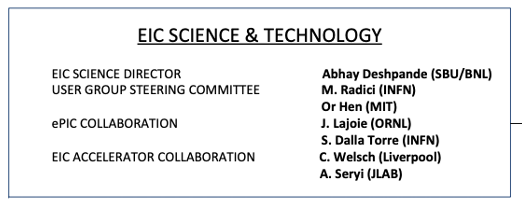 EIC SCIENCE & TECHNOLOGY
EIC SCIENCE DIRECTOR Abhay Deshpande (SBU/BNL)
USER GROUP STEERING COMMITTEE M. Radici (INFN)
Or Hen (MIT)
ePIC COLLABORATION J. Lajoie (ORNL)
S. Dalla Torre (INFN)
EIC ACCELERATOR COLLABORATION C. Welsch (Liverpool)
A. Seryi (JLAB)